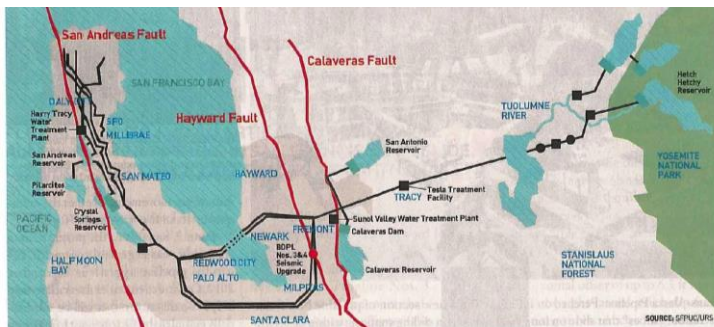 San Andreas Fault
SAN FRANCISCO BAY
Calaveras Fault
Hetch
Hetchy
Reservoir
DALY CITY
Harry Tracy
Water
Treatment
Plant
SFO
MILLBRAE
Hayward Fault
TUOLUMNE
RIVER
San Andreas
Reservoir
San Antonio
Reservoir
Pilarcitos
Reservoir
SAN MATEO
HAYWARD
YOSEMITE
NATIONAL
PARK
TRACY
Tesla Treatment
Facility
Crystal
Springs
Reservoir
PACIFIC
OCEAN
NEWARK
FREMONT
Sunol Valley Water Treatment Plant
Calaveras Dam
HALF MOON
BAY
REDWOOD CITY
PALO ALTO
BDPL
Nos. 3&4
Seismic
Upgrade
Calaveras Reservoir
STANISLAUS
NATIONAL
FOREST
MILPITAS
SANTA CLARA
SOURCE: SFPUC/URS